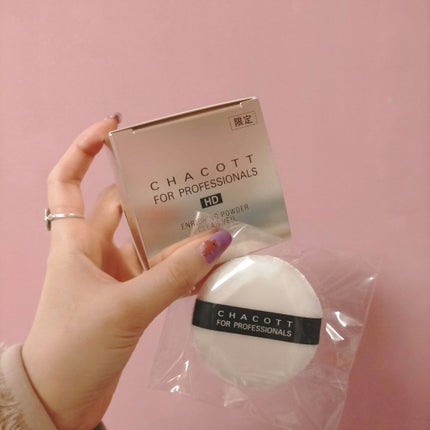 限定
CHACOTT
FOR PROFESSIONALS
HD
POWDER
CHACOTT
FOR PROFESSIONALS